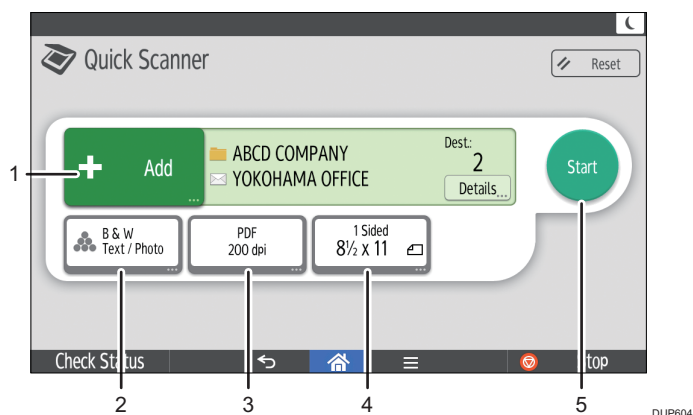 Quick Scanner
Reset
1
Add
ABCD COMPANY
YOKOHAMA OFFICE
Dest.:
2
Details...
Start
B & W
Text / Photo
PDF
200 dpi
1 Sided
8½ x 11
Check Status
Stop
2
3
4
5
DUP604